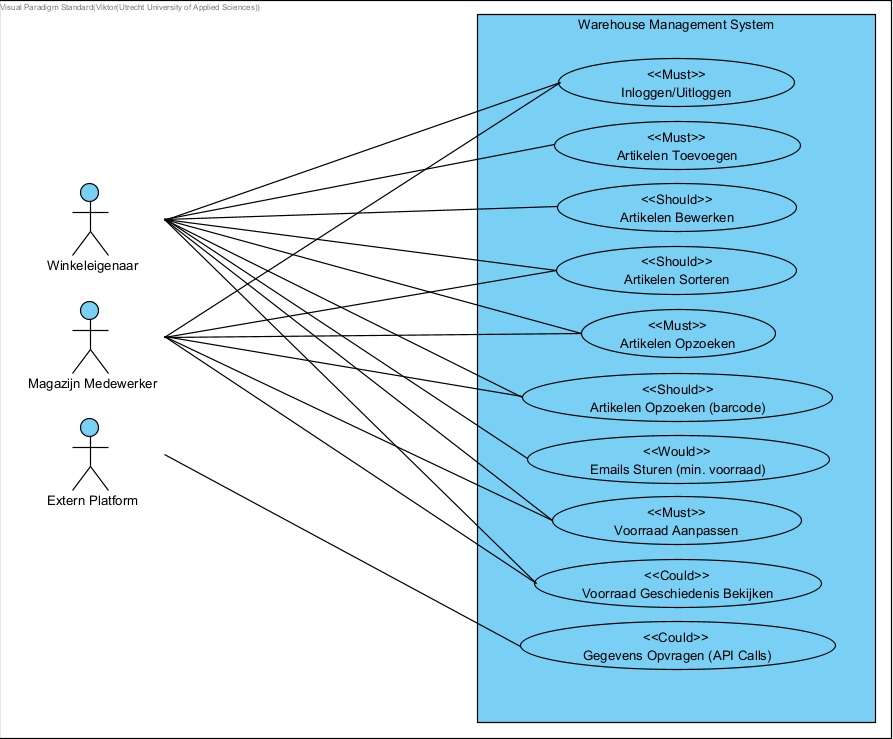 Visual Paradigm Standard(Viktor(Utrecht University of Applied Sciences))
Warehouse Management System
<<Must>>
Inloggen/Uitloggen
<<Must>>
Artikelen Toevoegen
<<Should>>
Artikelen Bewerken
<<Should>>
Artikelen Sorteren
<<Must>>
Artikelen Opzoeken
<<Should>>
Artikelen Opzoeken (barcode)
<<Would>>
Emails Sturen (min. voorraad)
<<Must>>
Voorraad Aanpassen
<<Could>>
Voorraad Geschiedenis Bekijken
<<Could>>
Gegevens Opvragen (API Calls)
Winkeleigenaar
Magazijn Medewerker
Extern Platform